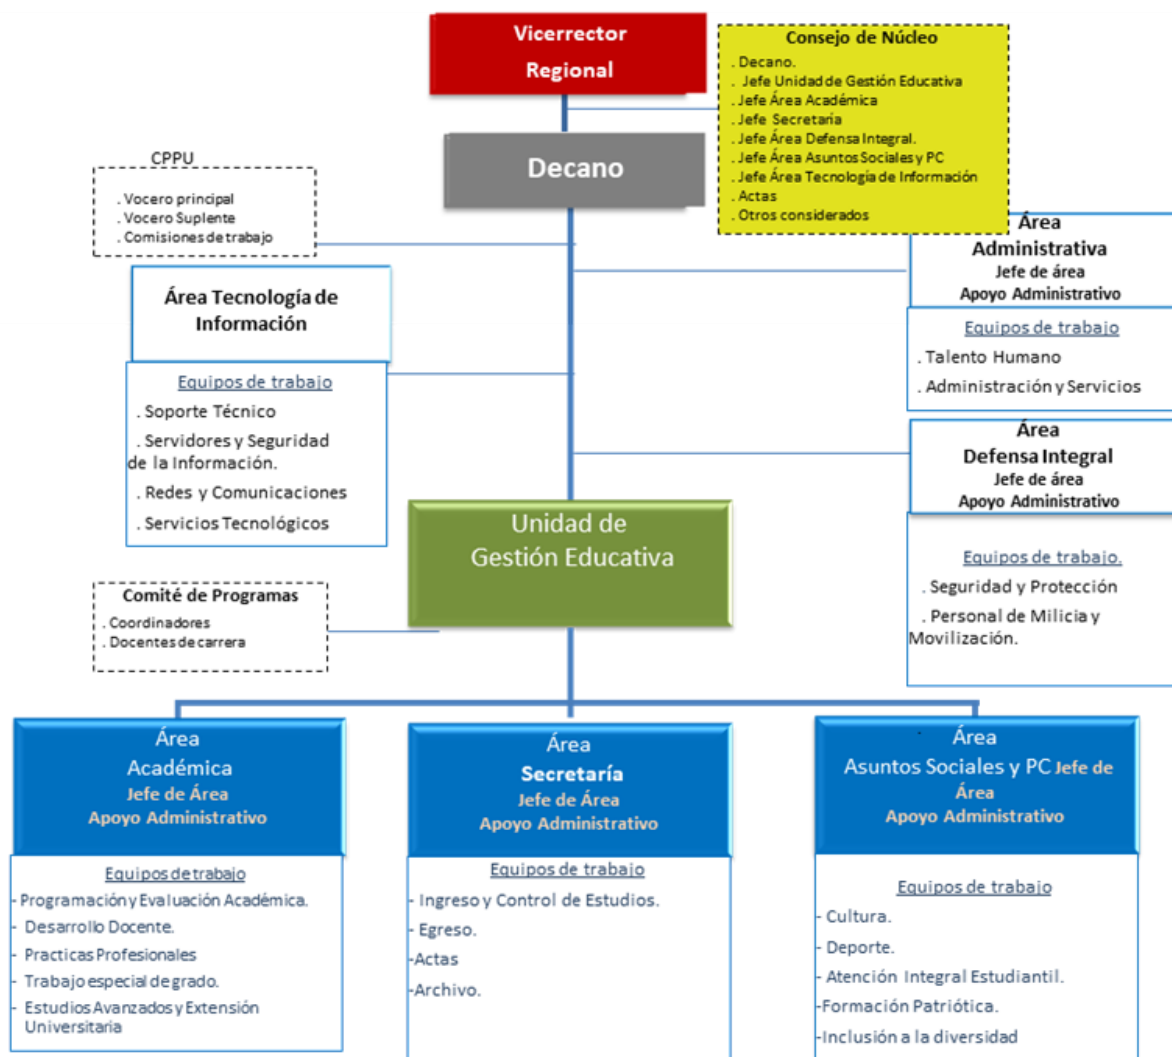 Vicerrector
Regional
Consejo de Núcleo
. Decano.
. Jefe Unidad de Gestión Educativa
. Jefe Área Académica
. Jefe Secretaría
. Jefe Área Defensa Integral.
. Jefe Área Asuntos Sociales y PC
. Jefe Área Tecnología de Información
. Actas
. Otros considerados
Decano
CPPU
. Vocero principal
. Vocero Suplente
. Comisiones de trabajo
Área
Administrativa
Jefe de área
Apoyo Administrativo
Equipos de trabajo
. Talento Humano
. Administración y Servicios
Área Tecnología de
Información
Equipos de trabajo
. Soporte Técnico
. Servidores y Seguridad
de la Información.
. Redes y Comunicaciones
. Servicios Tecnológicos
Área
Defensa Integral
Jefe de área
Apoyo Administrativo
Equipos de trabajo.
. Seguridad y Protección
. Personal de Milicia y
Movilización.
Unidad de
Gestión Educativa
Comité de Programas
. Coordinadores
. Docentes de carrera
Área
Académica
Jefe de Área
Apoyo Administrativo
Equipos de trabajo
- Programación y Evaluación Académica.
- Desarrollo Docente.
- Practicas Profesionales
- Trabajo especial de grado.
- Estudios Avanzados y Extensión
Universitaria
Área
Secretaría
Jefe de Área
Apoyo Administrativo
Equipos de trabajo
- Ingreso y Control de Estudios.
- Egreso.
-Actas
-Archivo.
Área
Asuntos Sociales y PC Jefe de
Área
Apoyo Administrativo
Equipos de trabajo
- Cultura.
- Deporte.
- Atención Integral Estudiantil.
-Formación Patriótica.
-Inclusión a la diversidad